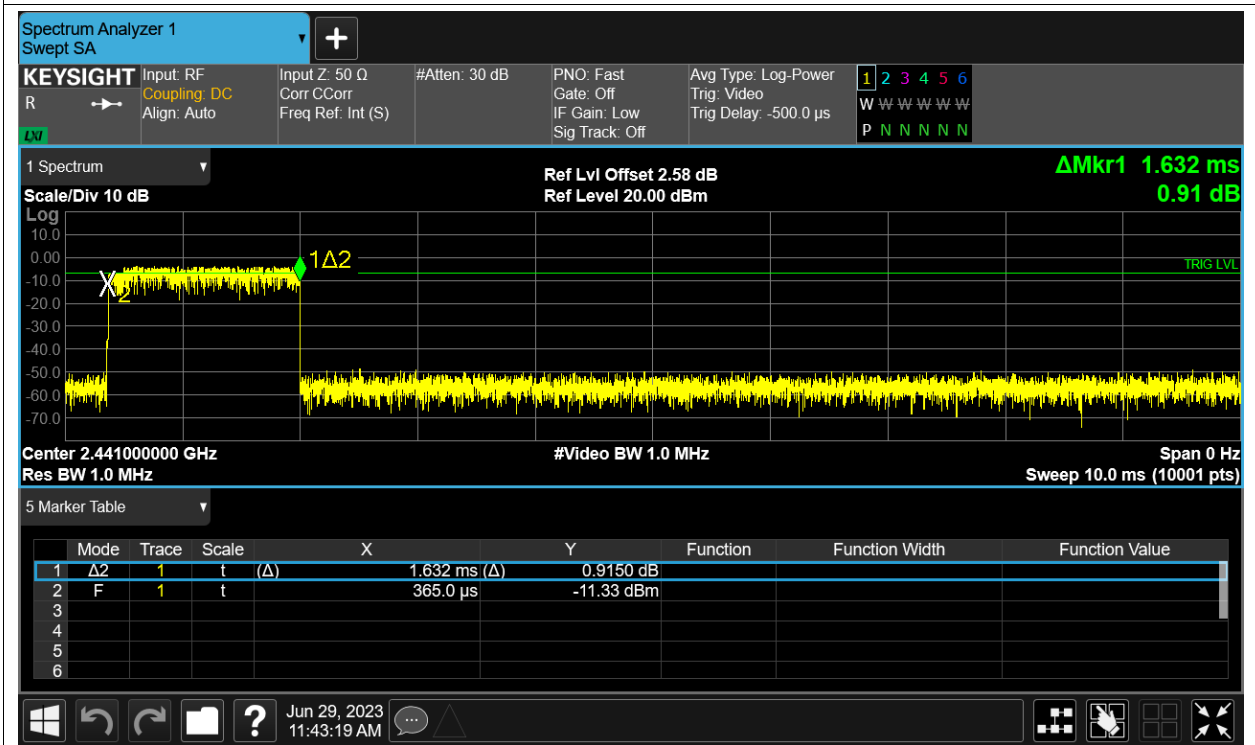 Spectrum Analyzer 1
Swept SA
KEYSIGHT
R
LXI
Input: RF
Coupling: DC
Align: Auto
Input Z: 50 Ω
Corr CCorr
Freq Ref: Int (S)
#Atten: 30 dB
PNO: Fast
Gate: Off
IF Gain: Low
Sig Track: Off
Avg Type: Log-Power
Trig: Video
Trig Delay: -500.0 µs
1 2 3 4 5 6
W W W W W W
P N N N N N
1 Spectrum
Scale/Div 10 dB
Ref Lvl Offset 2.58 dB
Ref Level 20.00 dBm
ΔMkr1 1.632 ms
0.91 dB
Log
10.0
0.00
-10.0
-20.0
-30.0
-40.0
-50.0
-60.0
-70.0
1Δ2
X2
TRIG LVL
Center 2.441000000 GHz
Res BW 1.0 MHz
#Video BW 1.0 MHz
Span 0 Hz
Sweep 10.0 ms (10001 pts)
5 Marker Table
Mode Trace Scale X Y Function Function Width Function Value
1 Δ2 1 t (Δ) 1.632 ms (Δ) 0.9150 dB
2 F 1 t 365.0 µs -11.33 dBm
3
4
5
6
?
Jun 29, 2023
11:43:19 AM